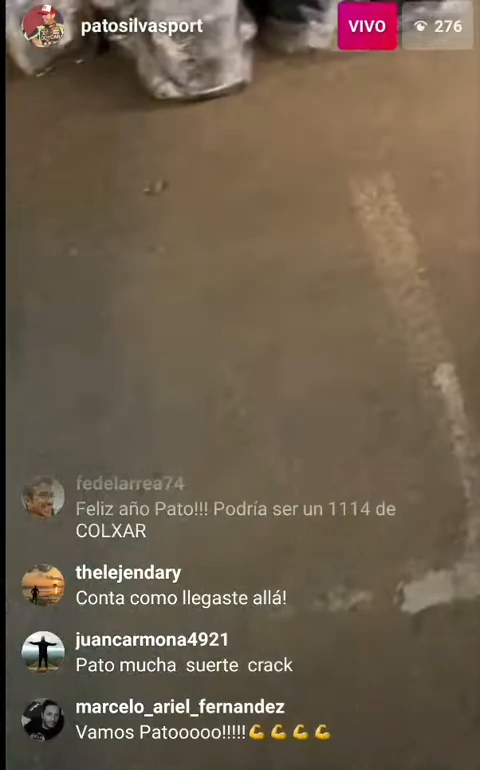 patosilvasport
VIVO
276
fedelarrea74
Feliz año Pato!!! Podría ser un 1114 de
COLXAR
thelejendary
Conta como llegaste allá!
juancarmona4921
Pato mucha suerte crack
marcelo_ariel_fernandez
Vamos Patooooo!!!!!💪💪💪💪